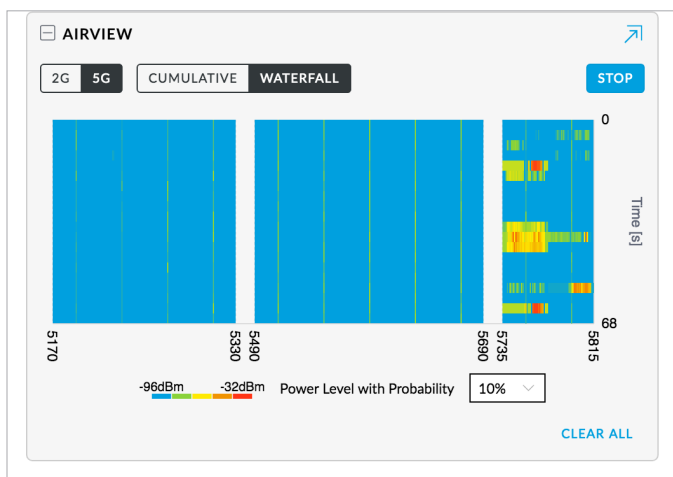 AIRVIEW
2G 5G CUMULATIVE WATERFALL STOP
0
Time [s]
68
5170 5330 5490 5690 5735 5815
-96dBm -32dBm Power Level with Probability 10%
CLEAR ALL